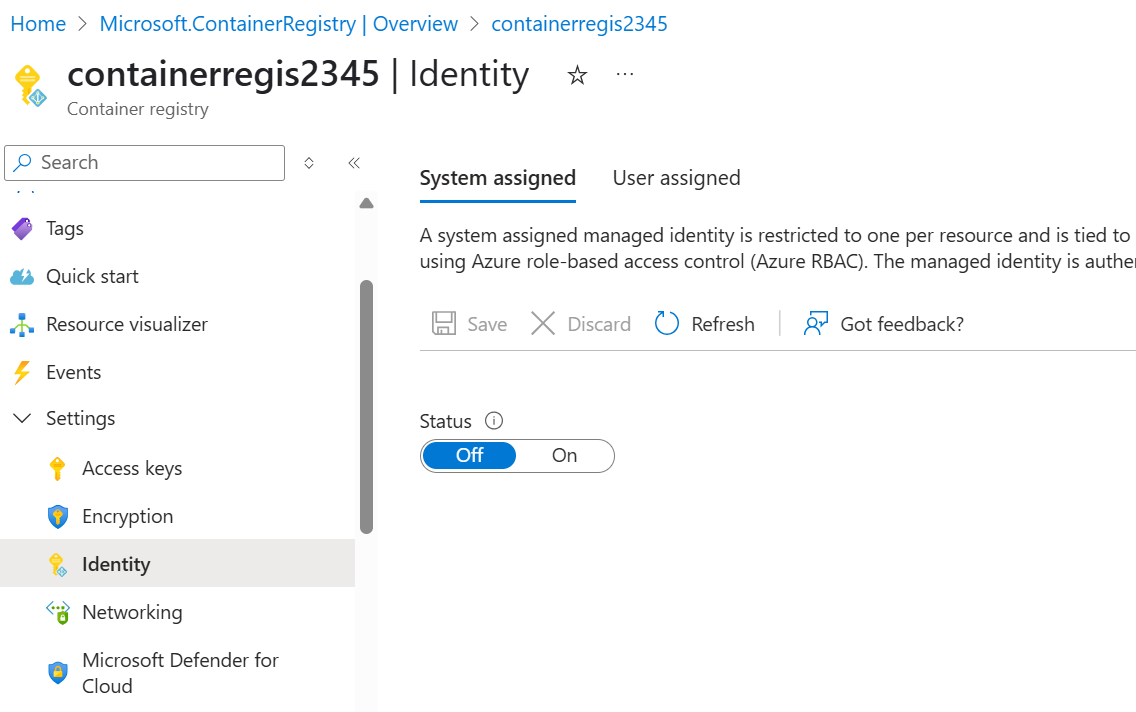 Home > Microsoft.ContainerRegistry | Overview > containerregis2345
containerregis2345 | Identity
Container registry
Search
System assigned
User assigned
Tags
Quick start
Resource visualizer
Events
Settings
Access keys
Encryption
Identity
Networking
Microsoft Defender for
Cloud
A system assigned managed identity is restricted to one per resource and is tied to
using Azure role-based access control (Azure RBAC). The managed identity is authe
Save
Discard
Refresh
Got feedback?
Status
Off
On